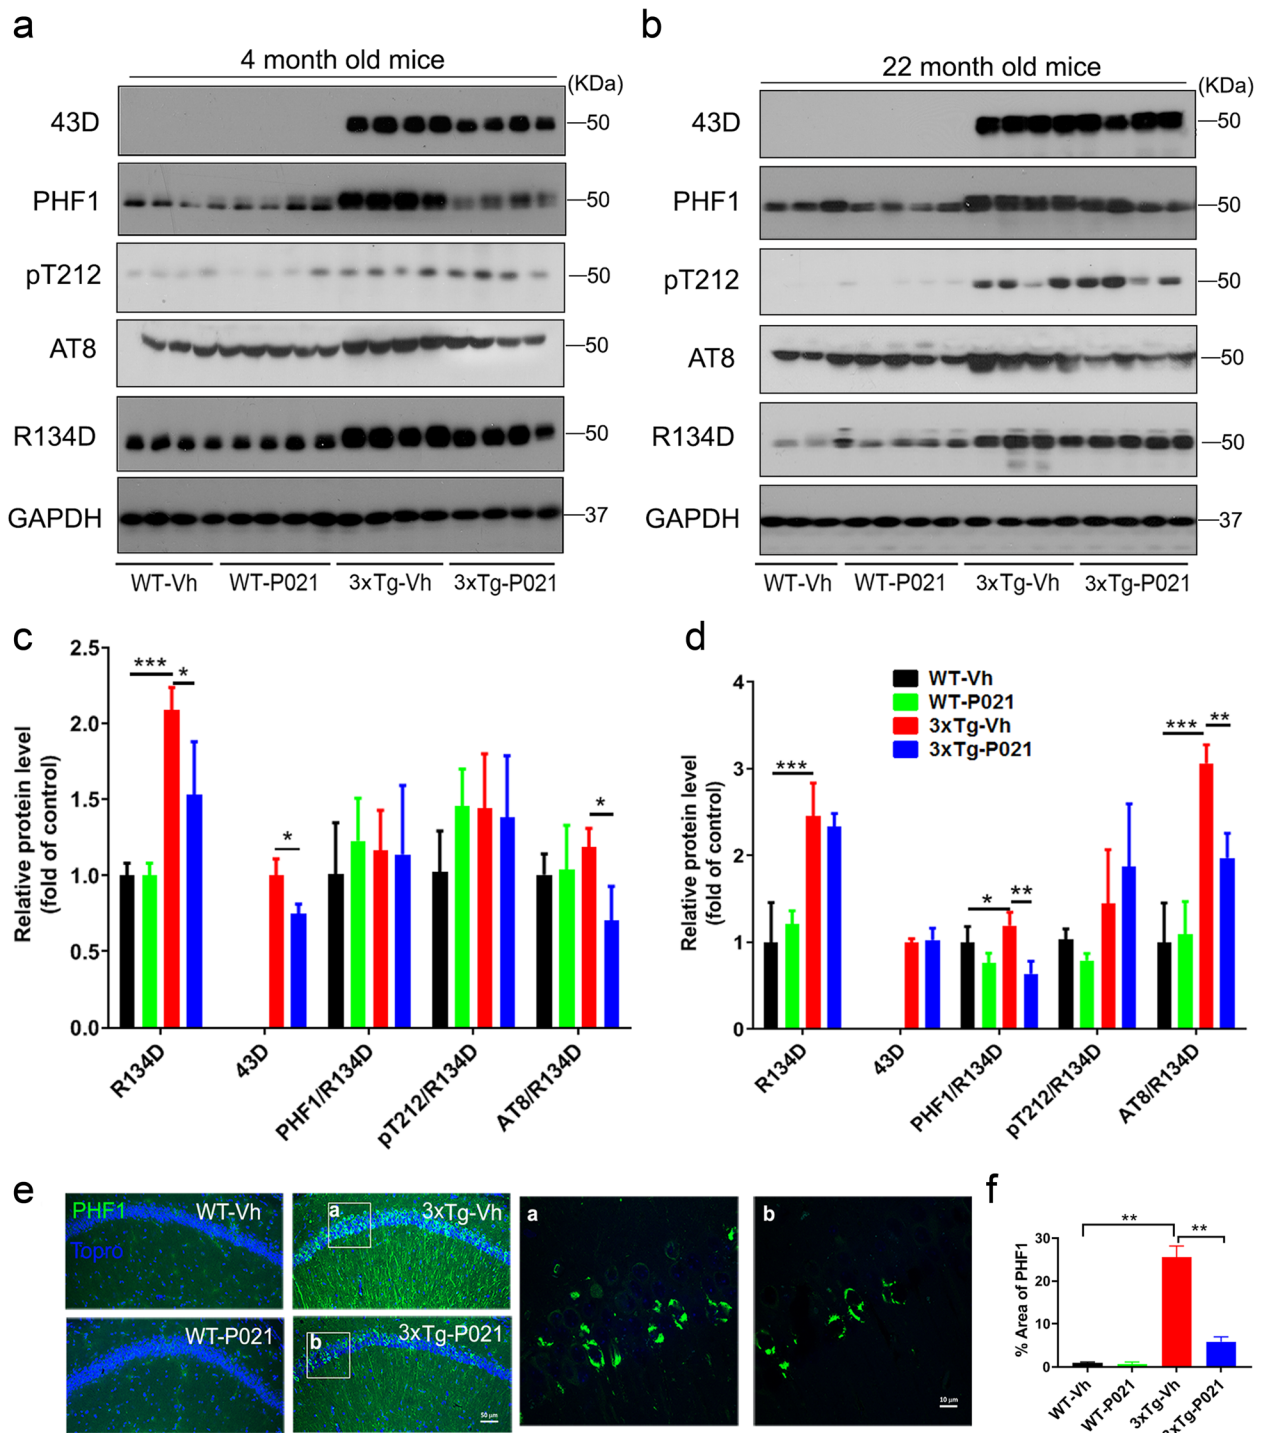 a
4 month old mice
(KDa)
43D
50
PHF1
50
pT212
50
AT8
50
R134D
50
GAPDH
37
WT-Vh
WT-P021
3xTg-Vh
3xTg-P021
b
22 month old mice
(KDa)
43D
50
PHF1
50
pT212
50
AT8
50
R134D
50
GAPDH
37
WT-Vh
WT-P021
3xTg-Vh
3xTg-P021
c
Relative protein level
(fold of control)
2.5
2.0
1.5
1.0
0.5
0.0
***
*
*
*
R134D
43D
PHF1/R134D
pT212/R134D
AT8/R134D
d
WT-Vh
WT-P021
3xTg-Vh
3xTg-P021
Relative protein level
(fold of control)
4
3
2
1
0
***
*
**
***
**
R134D
43D
PHF1/R134D
pT212/R134D
AT8/R134D
e
PHF1
WT-Vh
Topro
a
3xTg-Vh
WT-P021
b
3xTg-P021
50 µm
a
b
10 µm
f
% Area of PHF1
30
20
10
0
**
**
WT-Vh
WT-P021
3xTg-Vh
3xTg-P021